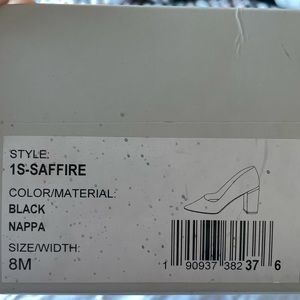 STYLE:
1S-SAFFIRE
COLOR/MATERIAL:
BLACK
NAPPA
SIZE/WIDTH:
8M
1 90937 382 37 6